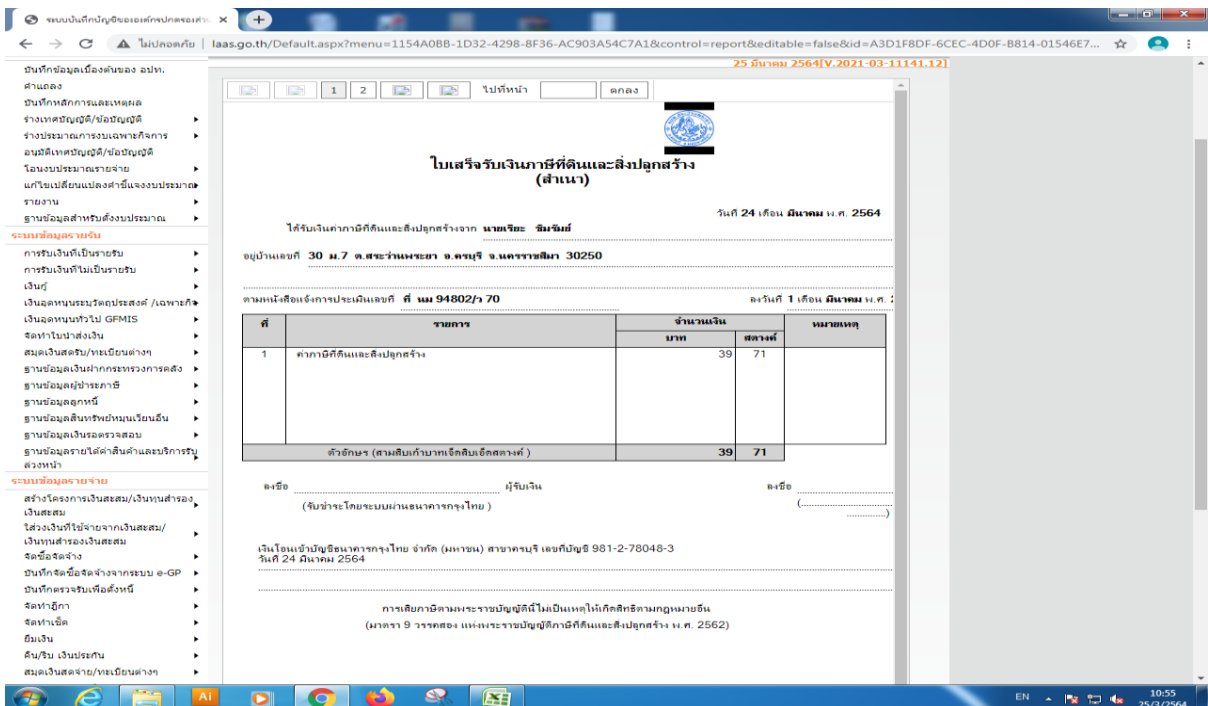 ระบบบันทึกบัญชีขององค์กรปกครองส่วน
ไม่ปลอดภัย | laas.go.th/Default.aspx?menu=1154A0BB-1D32-4298-8F36-AC903A54C7A1&control=report&editable=false&id=A3D1F8DF-6CEC-4D0F-B814-01546E7...
25 มีนาคม 2564[V.2021-03-11141.12]
บันทึกข้อมูลเบื้องต้นของ อปท.
คำแถลง
บันทึกหลักการและเหตุผล
ร่างเทศบัญญัติ/ข้อบัญญัติ
ร่างประมาณการงบเฉพาะกิจการ
อนุมัติเทศบัญญัติ/ข้อบัญญัติ
โอนงบประมาณรายจ่าย
แก้ไขเปลี่ยนแปลงคำชี้แจงงบประมาณ
รายงาน
ฐานข้อมูลสำหรับตั้งงบประมาณ
ระบบข้อมูลรายรับ
การรับเงินที่เป็นรายรับ
การรับเงินที่ไม่เป็นรายรับ
เงินกู้
เงินอุดหนุนระบุวัตถุประสงค์ /เฉพาะกิจ
เงินอุดหนุนทั่วไป GFMIS
จัดทำใบนำส่งเงิน
สมุดเงินสดรับ/ทะเบียนต่างๆ
ฐานข้อมูลเงินฝากกระทรวงการคลัง
ฐานข้อมูลผู้ชำระภาษี
ฐานข้อมูลลูกหนี้
ฐานข้อมูลสินทรัพย์หมุนเวียนอื่น
ฐานข้อมูลเงินรอตรวจสอบ
ฐานข้อมูลรายได้ค่าสินค้าและบริการรับ
ล่วงหน้า
ระบบข้อมูลรายจ่าย
สร้างโครงการเงินสะสม/เงินทุนสำรอง
เงินสะสม
ใส่วงเงินที่ใช้จ่ายจากเงินสะสม/
เงินทุนสำรองเงินสะสม
จัดซื้อจัดจ้าง
บันทึกจัดซื้อจัดจ้างจากระบบ e-GP
บันทึกตรวจรับเพื่อตั้งหนี้
จัดทำฎีกา
จัดทำเช็ค
ยืมเงิน
คืน/ริบ เงินประกัน
สมุดเงินสดจ่าย/ทะเบียนต่างๆ
1 2 ไปที่หน้า ตกลง
ใบเสร็จรับเงินภาษีที่ดินและสิ่งปลูกสร้าง
(สำเนา)
วันที่ 24 เดือน มีนาคม พ.ศ. 2564
ได้รับเงินค่าภาษีที่ดินและสิ่งปลูกสร้างจาก นายเรียะ ชิมรัมย์
อยู่บ้านเลขที่ 30 ม.7 ต.สระว่านพระยา อ.ครบุรี จ.นครราชสีมา 30250
ตามหนังสือแจ้งการประเมินเลขที่ ที่ นม 94802/ว 70 ลงวันที่ 1 เดือน มีนาคม พ.ศ.
ที่ รายการ จำนวนเงิน หมายเหตุ
บาท สตางค์
1 ค่าภาษีที่ดินและสิ่งปลูกสร้าง 39 71
ตัวอักษร (สามสิบเก้าบาทเจ็ดสิบเอ็ดสตางค์ ) 39 71
ลงชื่อ ผู้รับเงิน ลงชื่อ
(รับชำระโดยระบบผ่านธนาคารกรุงไทย ) ( )
เงินโอนเข้าบัญชีธนาคารกรุงไทย จำกัด (มหาชน) สาขาครบุรี เลขที่บัญชี 981-2-78048-3
วันที่ 24 มีนาคม 2564
การเสียภาษีตามพระราชบัญญัตินี้ไม่เป็นเหตุให้เกิดสิทธิตามกฎหมายอื่น
(มาตรา 9 วรรคสอง แห่งพระราชบัญญัติภาษีที่ดินและสิ่งปลูกสร้าง พ.ศ. 2562)
Ai
EN 10:55
25/3/2564